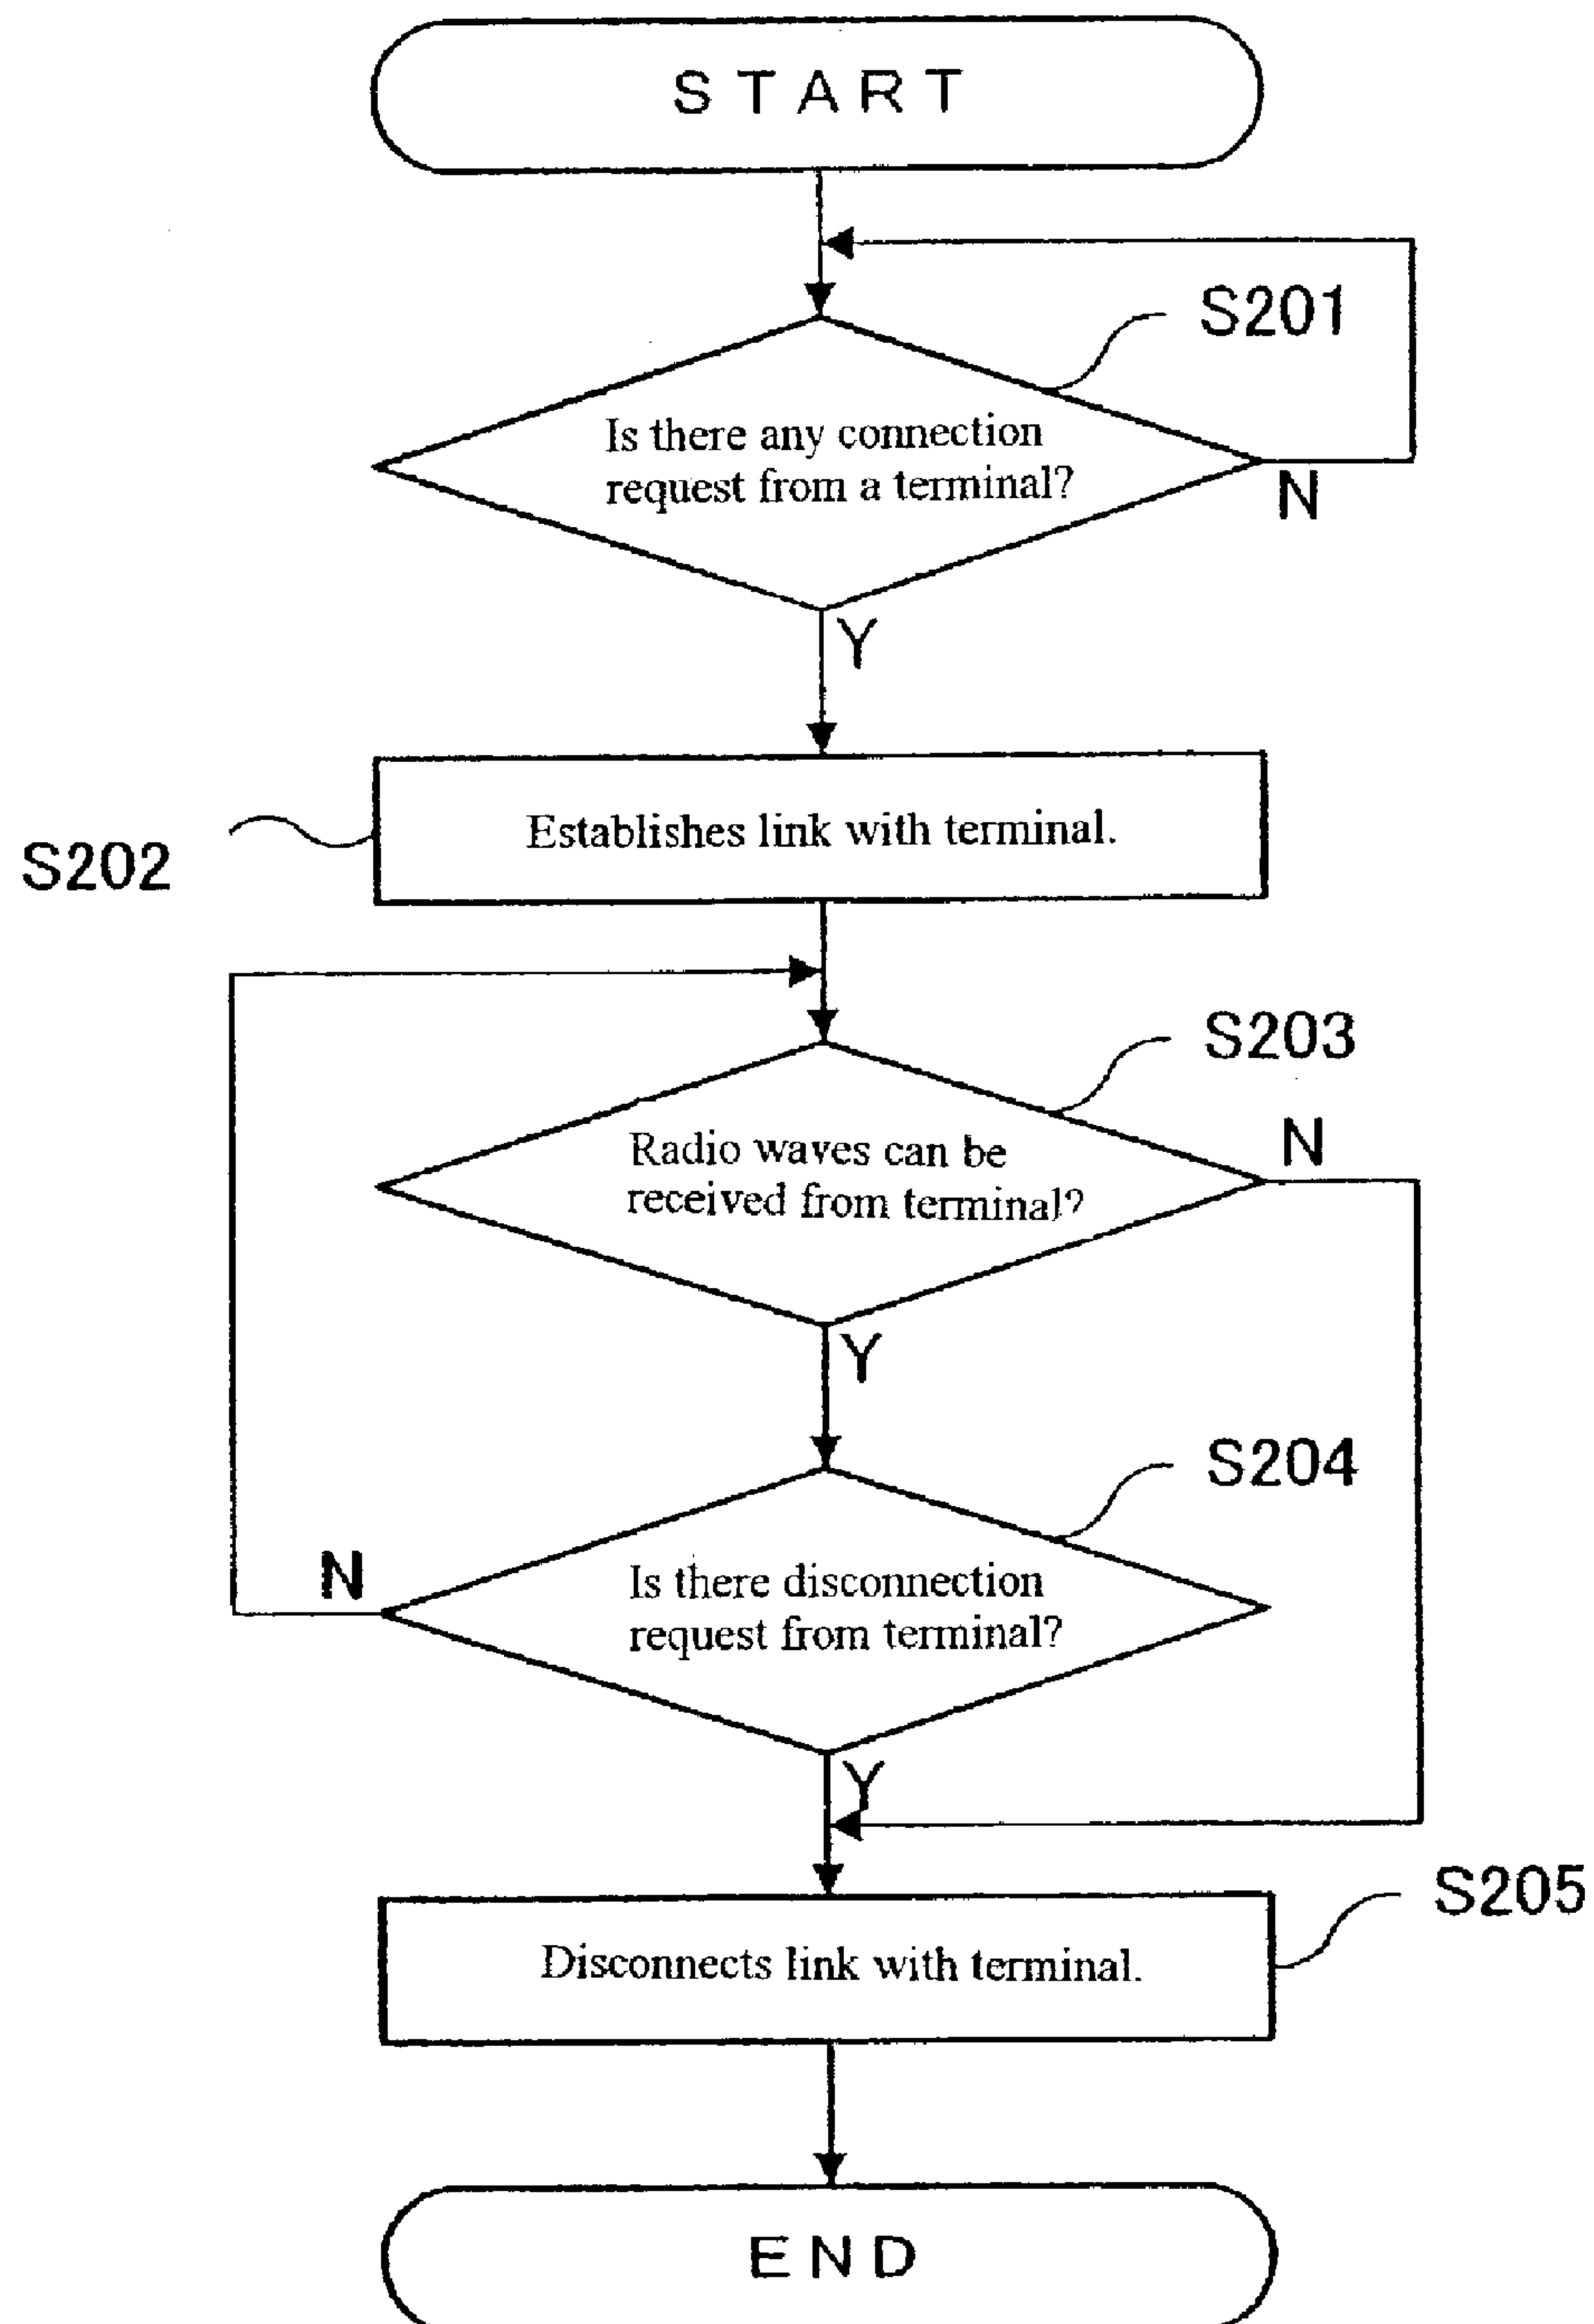 START
S201
Is there any connection
request from a terminal?
N
Y
Establishes link with terminal.
S202
S203
Radio waves can be
received from terminal?
N
Y
S204
Is there disconnection
request from terminal?
N
Y
S205
Disconnects link with terminal.
END